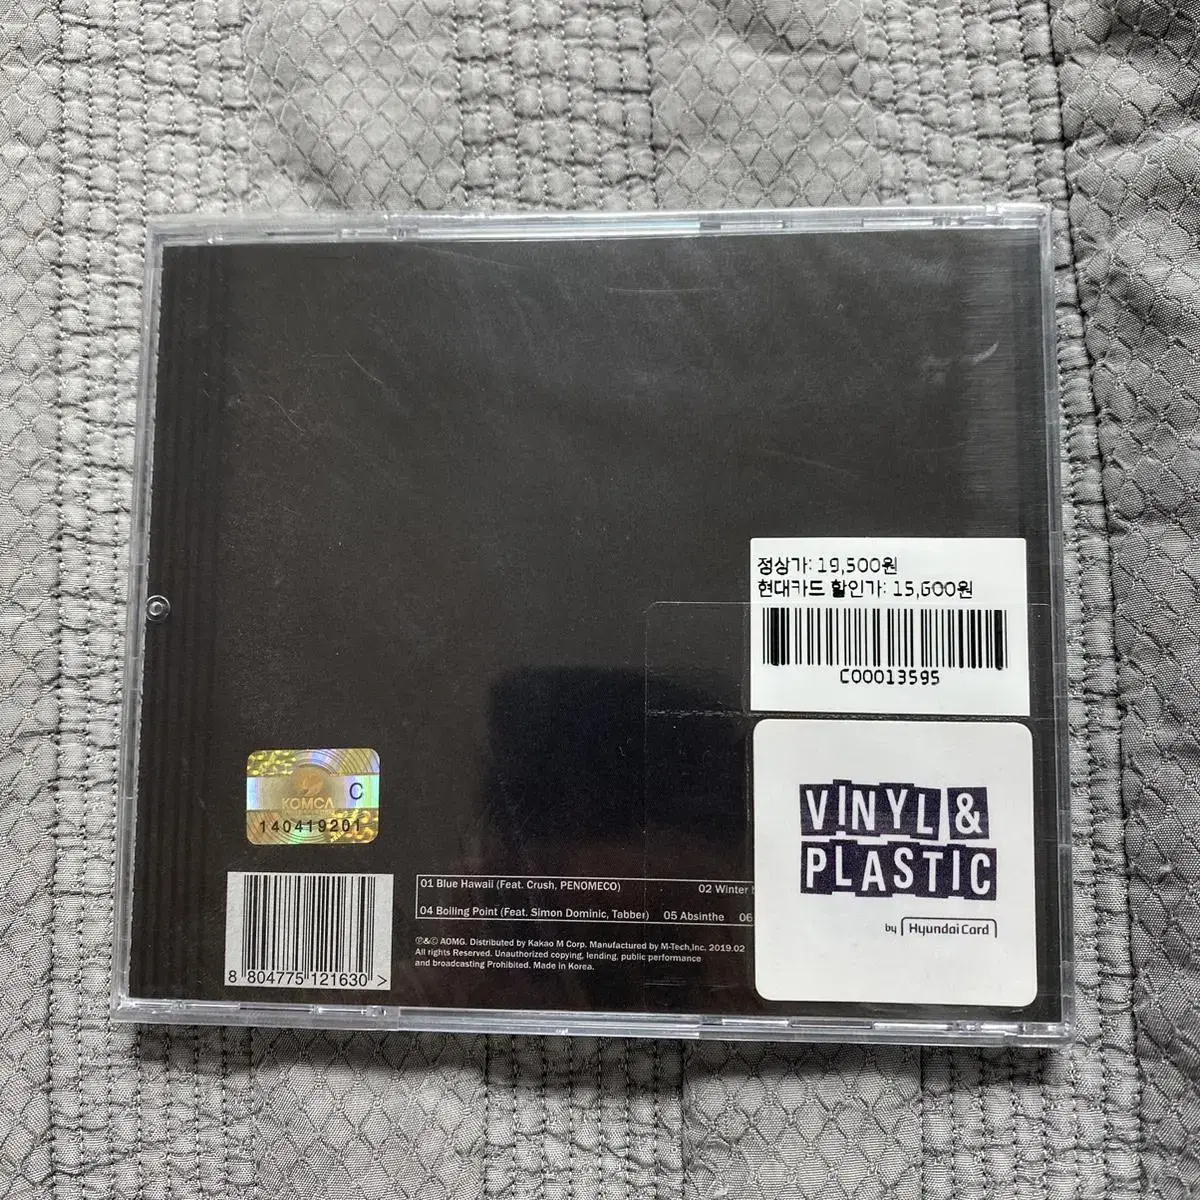 정상가: 19,500원
현대카드 할인가: 15,600원
C00013595
VINYL &
PLASTIC
by Hyundai Card
KOMCA C
140419201
01 Blue Hawaii (Feat. Crush, PENOMECO) 02 Winter
04 Boiling Point (Feat. Simon Dominic, Tabber) 05 Absinthe 06
℗&© AOMG. Distributed by Kakao M Corp. Manufactured by M-Tech,Inc. 2019.02
All rights Reserved. Unauthorized copying, lending, public performance
and broadcasting Prohibited. Made in Korea.
8 804775 121630 >